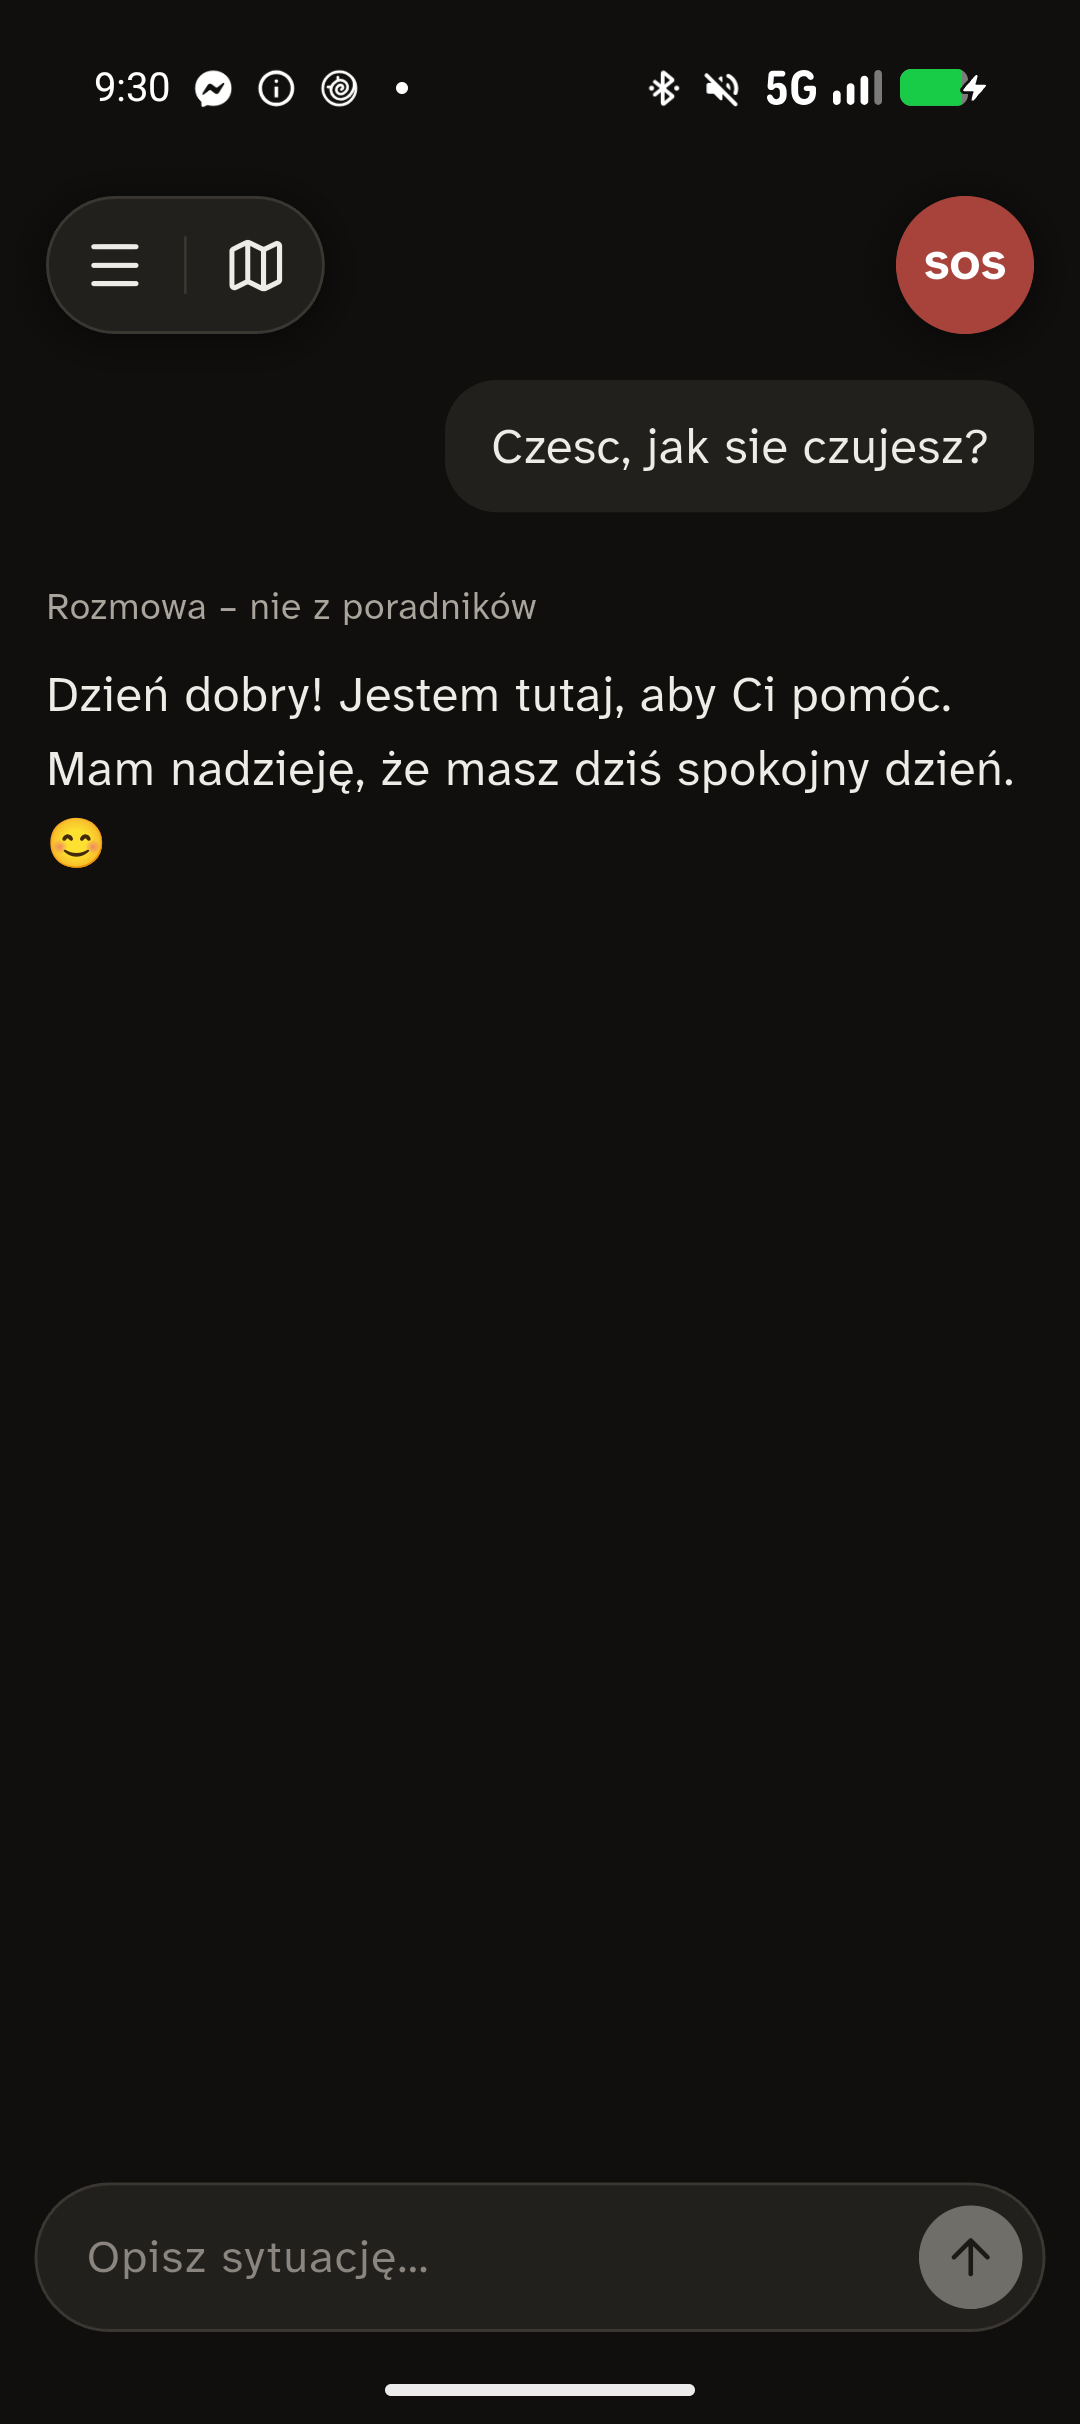 9:30
5G
SOS
Czesc, jak sie czujesz?
Rozmowa – nie z poradników
Dzień dobry! Jestem tutaj, aby Ci pomóc.
Mam nadzieję, że masz dziś spokojny dzień.
😊
Opisz sytuację...